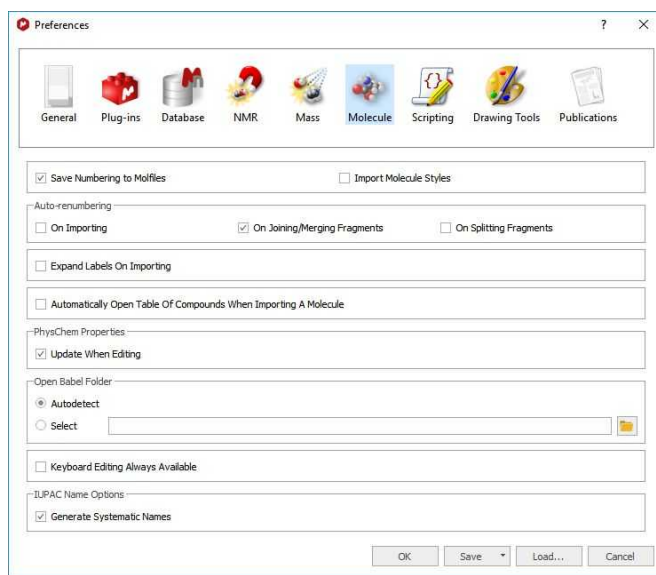 Preferences
General Plug-ins Database NMR Mass Molecule Scripting Drawing Tools Publications
Save Numbering to Molfiles Import Molecule Styles
Auto-renumbering
On Importing On Joining/Merging Fragments On Splitting Fragments
Expand Labels On Importing
Automatically Open Table Of Compounds When Importing A Molecule
PhysChem Properties
Update When Editing
Open Babel Folder
Autodetect
Select
Keyboard Editing Always Available
IUPAC Name Options
Generate Systematic Names
OK Save Load... Cancel